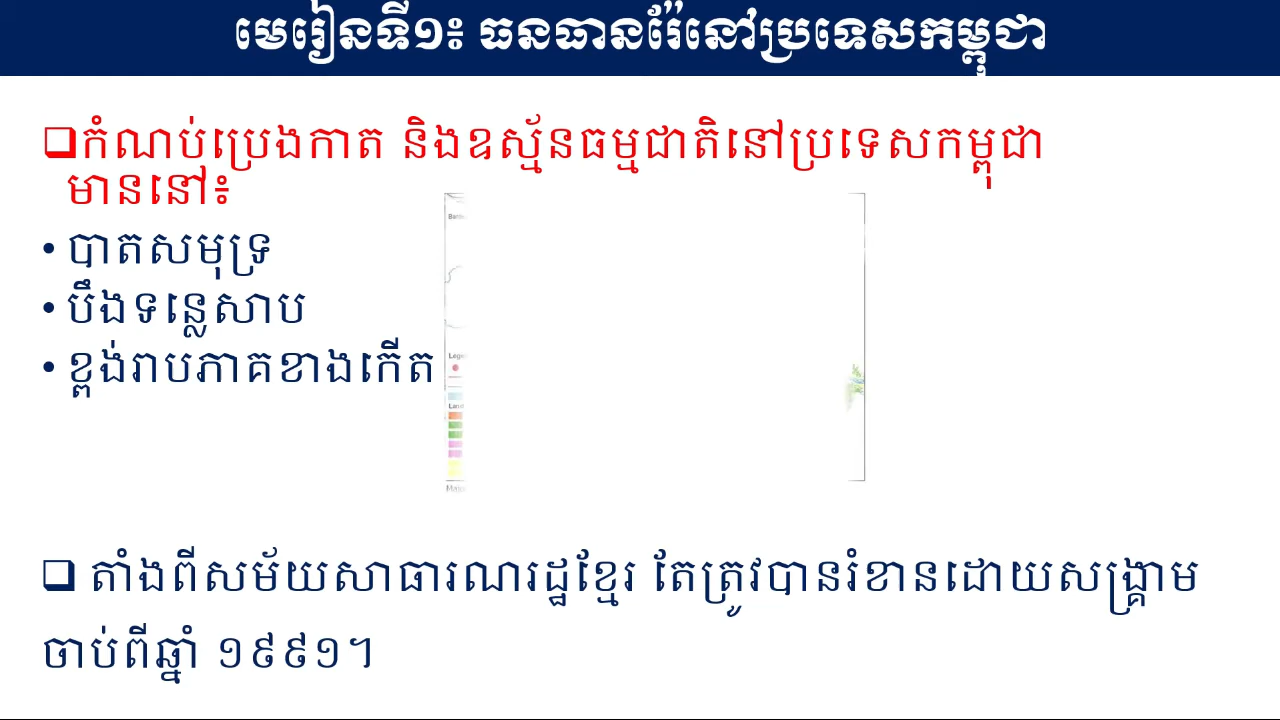 មេរៀនទី១៖ ធនធានរ៉ែនៅប្រទេសកម្ពុជា
❑កំណប់ប្រេងកាត និងឧស្ម័នធម្មជាតិនៅប្រទេសកម្ពុជា
មាននៅ៖
• បាតសមុទ្រ
• បឹងទន្លេសាប
• ខ្ពង់រាបភាគខាងកើត
❑ តាំងពីសម័យសាធារណរដ្ឋខ្មែរ តែត្រូវបានរំខានដោយសង្គ្រាម
ចាប់ពីឆ្នាំ ១៩៩១។